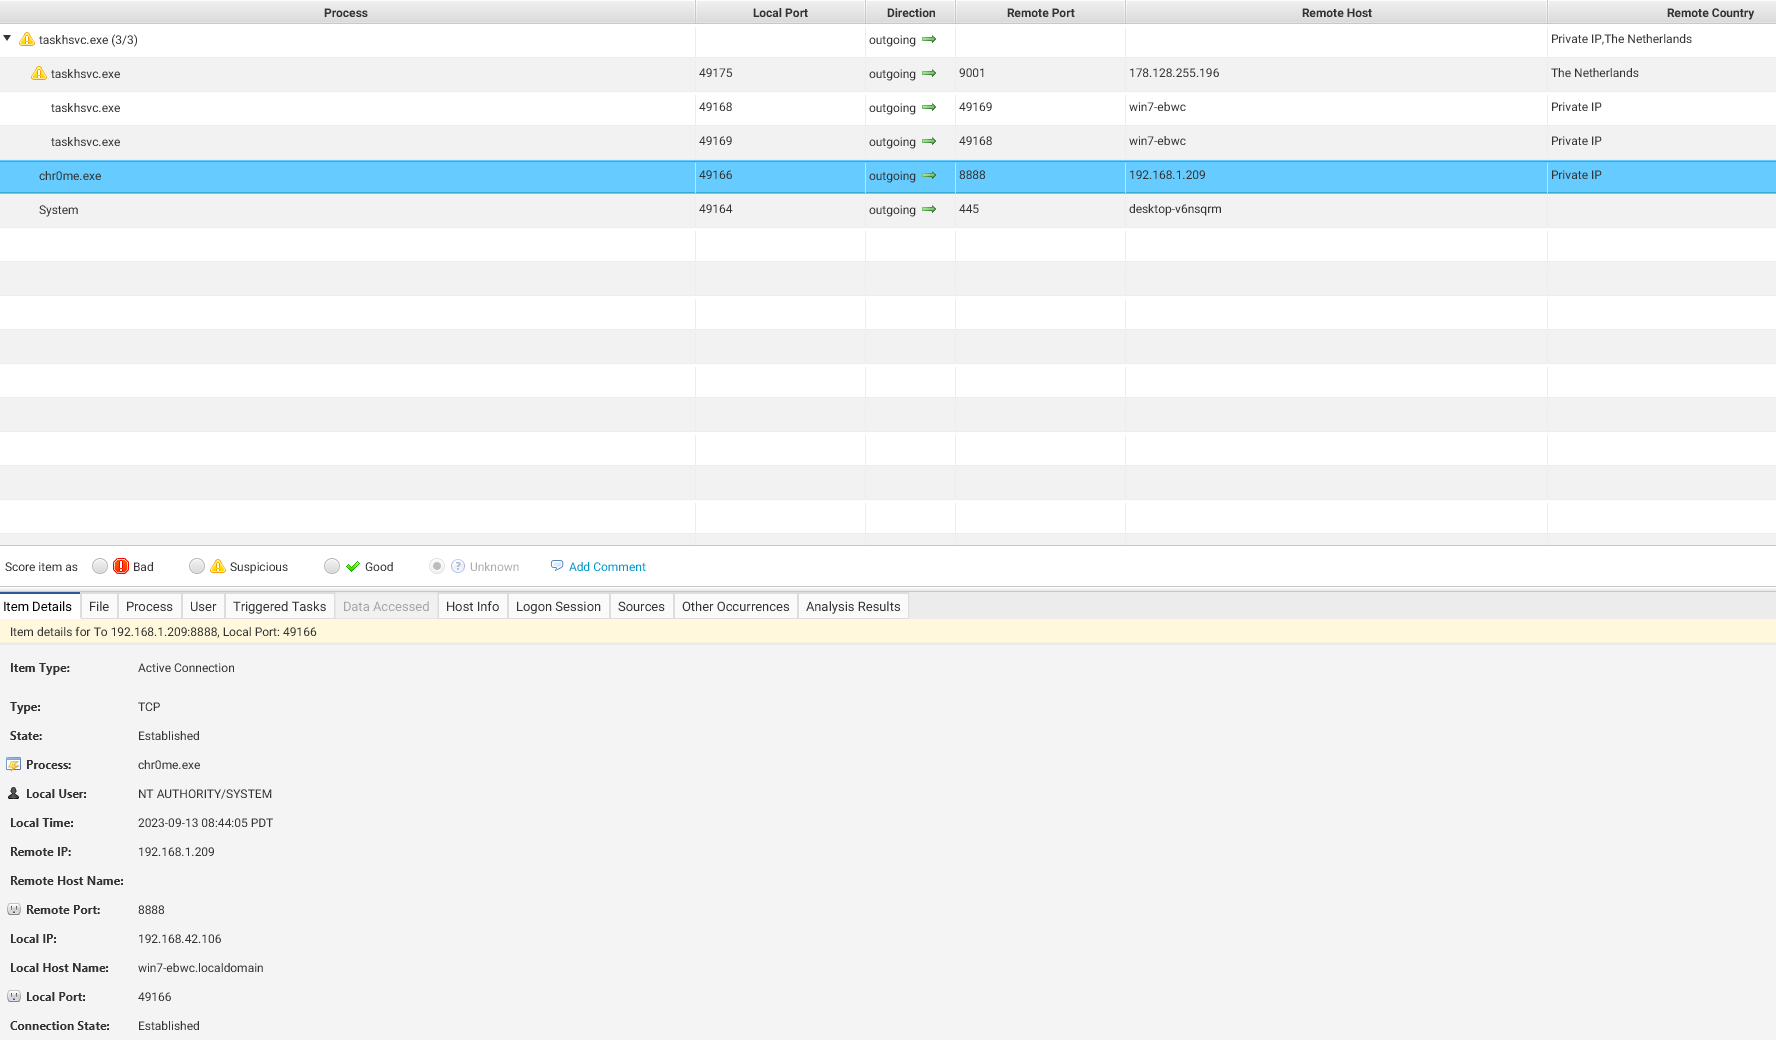 Process Local Port Direction Remote Port Remote Host Remote Country
taskhsvc.exe (3/3) outgoing Private IP,The Netherlands
taskhsvc.exe 49175 outgoing 9001 178.128.255.196 The Netherlands
taskhsvc.exe 49168 outgoing 49169 win7-ebwc Private IP
taskhsvc.exe 49169 outgoing 49168 win7-ebwc Private IP
chr0me.exe 49166 outgoing 8888 192.168.1.209 Private IP
System 49164 outgoing 445 desktop-v6nsqrm
Score item as Bad Suspicious Good Unknown Add Comment
Item Details File Process User Triggered Tasks Data Accessed Host Info Logon Session Sources Other Occurrences Analysis Results
Item details for To 192.168.1.209:8888, Local Port: 49166
Item Type: Active Connection
Type: TCP
State: Established
Process: chr0me.exe
Local User: NT AUTHORITY/SYSTEM
Local Time: 2023-09-13 08:44:05 PDT
Remote IP: 192.168.1.209
Remote Host Name:
Remote Port: 8888
Local IP: 192.168.42.106
Local Host Name: win7-ebwc.localdomain
Local Port: 49166
Connection State: Established